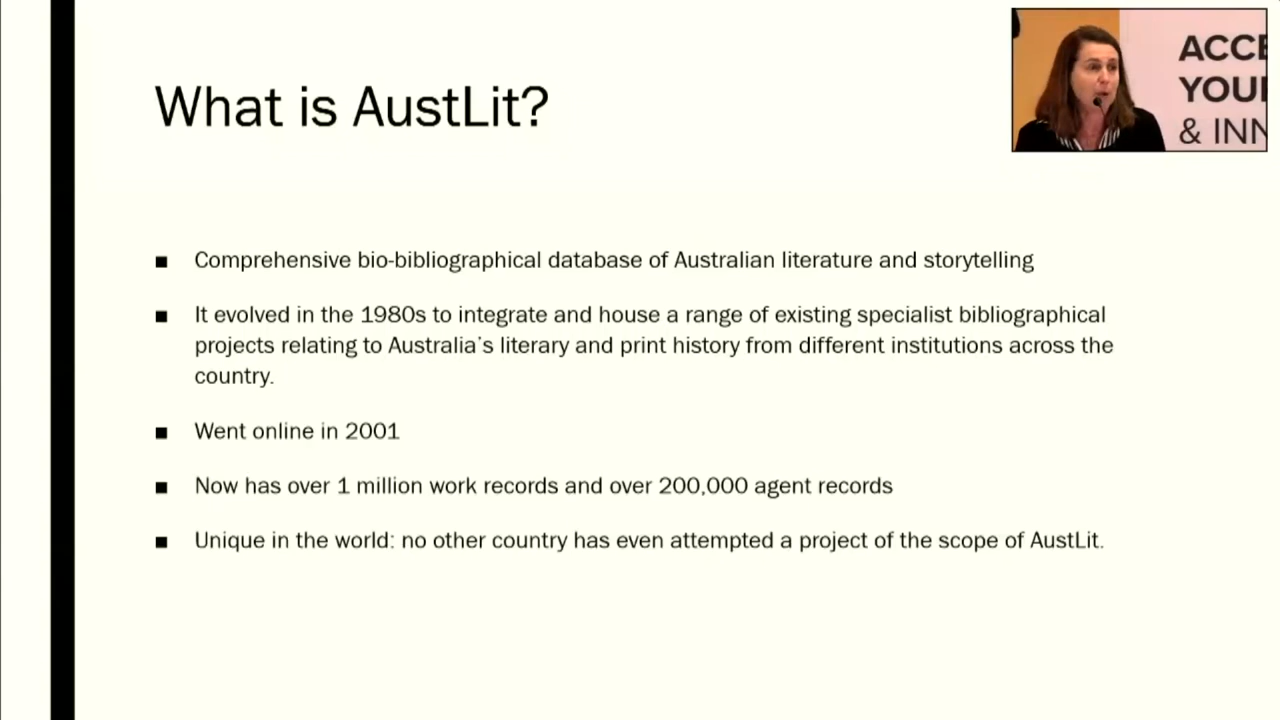 What is AustLit?
ACCE
YOU
& INN
■ Comprehensive bio-bibliographical database of Australian literature and storytelling
■ It evolved in the 1980s to integrate and house a range of existing specialist bibliographical
projects relating to Australia's literary and print history from different institutions across the
country.
■ Went online in 2001
■ Now has over 1 million work records and over 200,000 agent records
■ Unique in the world: no other country has even attempted a project of the scope of AustLit.